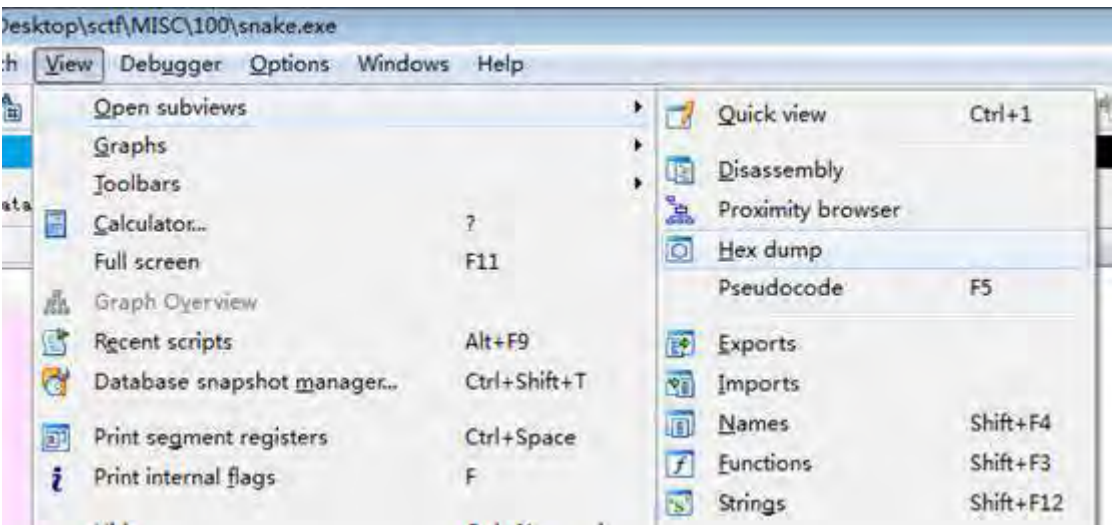 Desktop\sctf\MISC\100\snake.exe
View Debugger Options Windows Help
Open subviews
Graphs
Toolbars
Calculator... ?
Full screen F11
Graph Overview
Recent scripts Alt+F9
Database snapshot manager... Ctrl+Shift+T
Print segment registers Ctrl+Space
Print internal flags F
Quick view Ctrl+1
Disassembly
Proximity browser
Hex dump
Pseudocode F5
Exports
Imports
Names Shift+F4
Functions Shift+F3
Strings Shift+F12